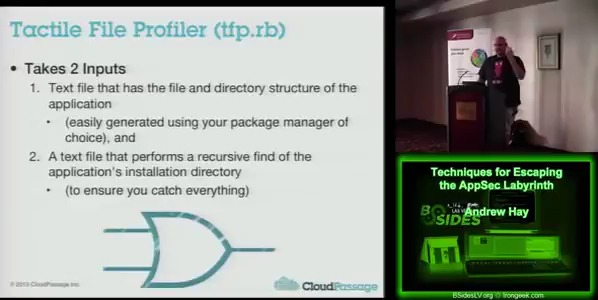 Tactile File Profiler (tfp.rb)
• Takes 2 Inputs
1. Text file that has the file and directory structure of the
application
• (easily generated using your package manager of
choice), and
2. A text file that performs a recursive find of the
application's installation directory
• (to ensure you catch everything)
© 2013 CloudPassage Inc.
CloudPassage
Techniques for Escaping
the AppSec Labyrinth
BSIDES
LAS
Andrew Hay
BSidesLV.org © Irongeek.com